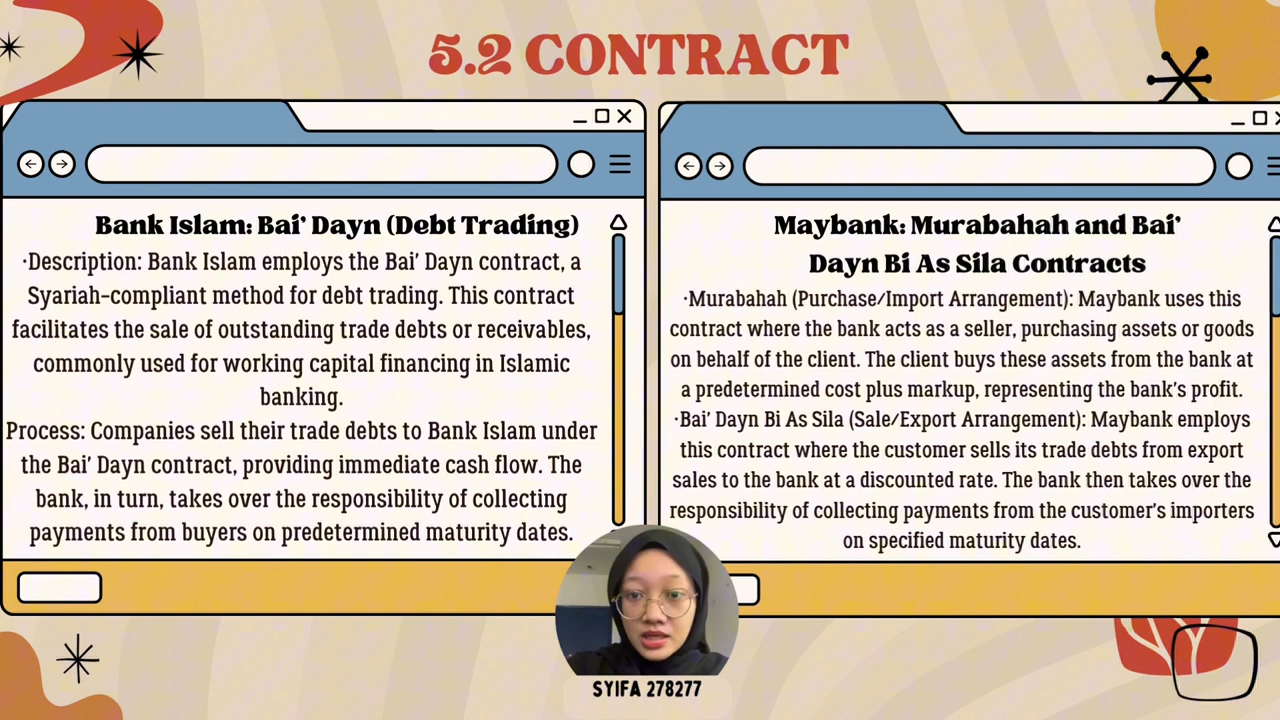 5.2 CONTRACT
Bank Islam: Bai' Dayn (Debt Trading)
·Description: Bank Islam employs the Bai' Dayn contract, a
Syariah-compliant method for debt trading. This contract
facilitates the sale of outstanding trade debts or receivables,
commonly used for working capital financing in Islamic
banking.
Process: Companies sell their trade debts to Bank Islam under
the Bai' Dayn contract, providing immediate cash flow. The
bank, in turn, takes over the responsibility of collecting
payments from buyers on predetermined maturity dates.
Maybank: Murabahah and Bai'
Dayn Bi As Sila Contracts
·Murabahah (Purchase/Import Arrangement): Maybank uses this
contract where the bank acts as a seller, purchasing assets or goods
on behalf of the client. The client buys these assets from the bank at
a predetermined cost plus markup, representing the bank's profit.
·Bai' Dayn Bi As Sila (Sale/Export Arrangement): Maybank employs
this contract where the customer sells its trade debts from export
sales to the bank at a discounted rate. The bank then takes over the
responsibility of collecting payments from the customer's importers
on specified maturity dates.
SYIFA 278277